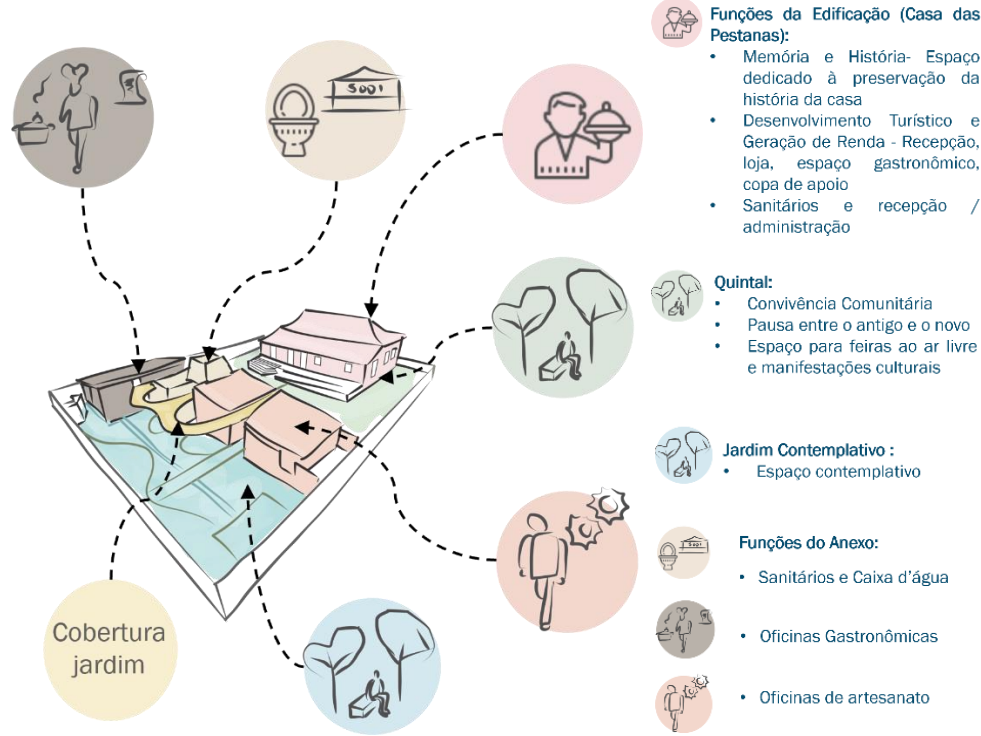 Funções da Edificação (Casa das
Pestanas):
• Memória e História- Espaço
dedicado à preservação da
história da casa
• Desenvolvimento Turístico e
Geração de Renda - Recepção,
loja, espaço gastronômico,
copa de apoio
• Sanitários e recepção /
administração
Quintal:
• Convivência Comunitária
• Pausa entre o antigo e o novo
• Espaço para feiras ao ar livre
e manifestações culturais
Jardim Contemplativo :
• Espaço contemplativo
Funções do Anexo:
• Sanitários e Caixa d'água
• Oficinas Gastronômicas
• Oficinas de artesanato
Cobertura
jardim